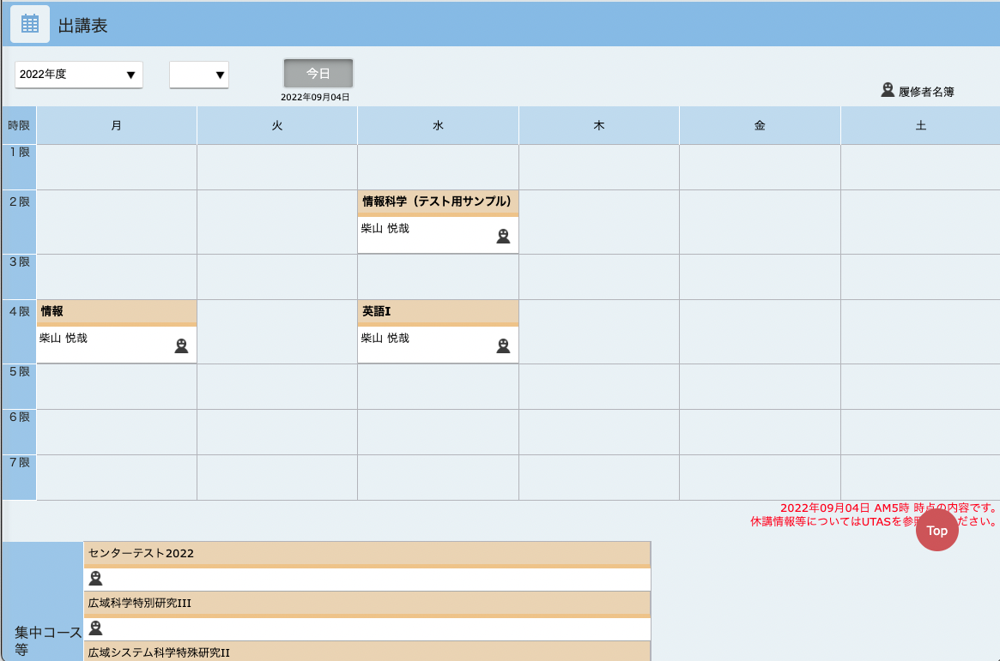 出講表
2022年度 ▼
▼
今日
2022年09月04日
履修者名簿
時限 月 火 水 木 金 土
1限
2限 情報科学（テスト用サンプル）
柴山 悦哉
3限
4限 情報 英語I
柴山 悦哉 柴山 悦哉
5限
6限
7限
2022年09月04日 AM5時 時点の内容です。
休講情報等についてはUTASを参照ださい。
Top
センターテスト2022
広域科学特別研究III
集中コース等
広域システム科学特殊研究II